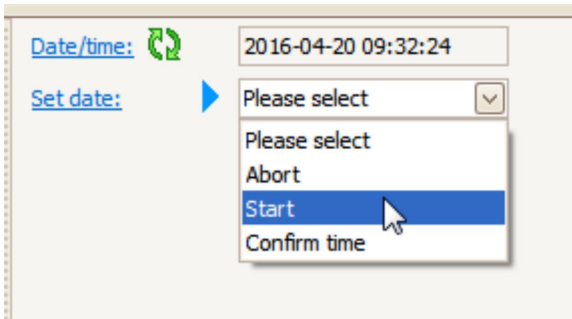 Date/time: 2016-04-20 09:32:24
Set date: Please select
Please select
Abort
Start
Confirm time